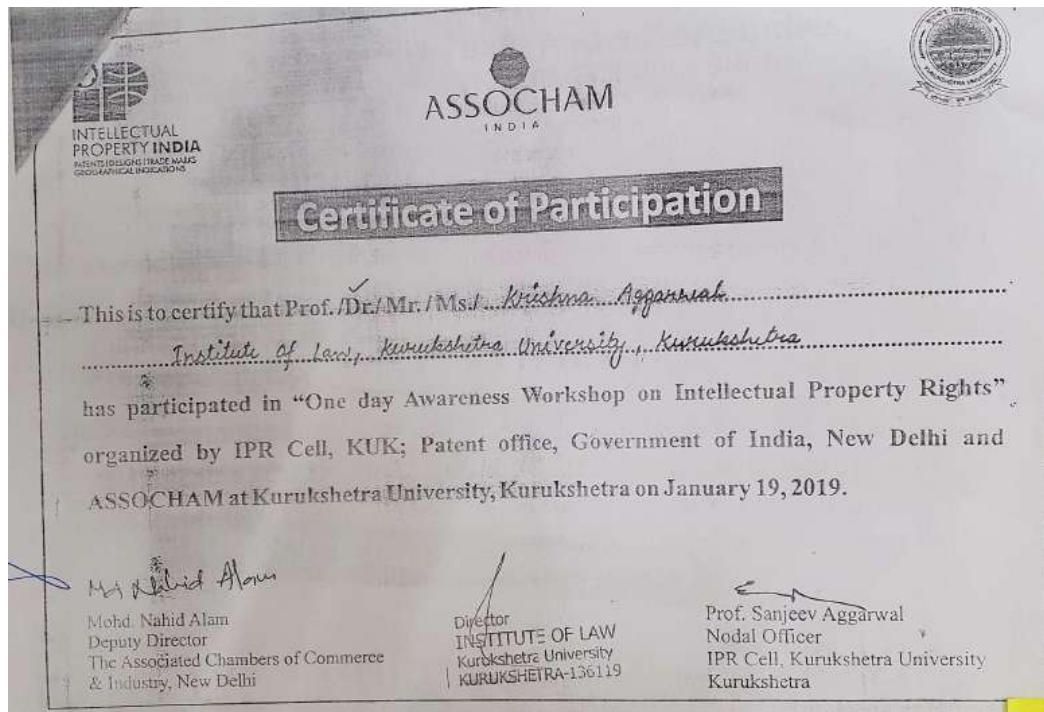 INTELLECTUAL
PROPERTY INDIA
PATENTS | DESIGNS | TRADE MARKS
GEOGRAPHICAL INDICATIONS
ASSOCHAM
INDIA
Certificate of Participation
This is to certify that Prof./Dr./Mr./Ms./ Krishna Aggarwal
Institute of Law, Kurukshetra University, Kurukshetra
has participated in “One day Awareness Workshop on Intellectual Property Rights”
organized by IPR Cell, KUK; Patent office, Government of India, New Delhi and
ASSOCHAM at Kurukshetra University, Kurukshetra on January 19, 2019.
Md Nahid Alam
Mohd. Nahid Alam
Deputy Director
The Associated Chambers of Commerce
& Industry, New Delhi
Director
INSTITUTE OF LAW
Kurukshetra University
KURUKSHETRA-136119
Prof. Sanjeev Aggarwal
Nodal Officer
IPR Cell, Kurukshetra University
Kurukshetra